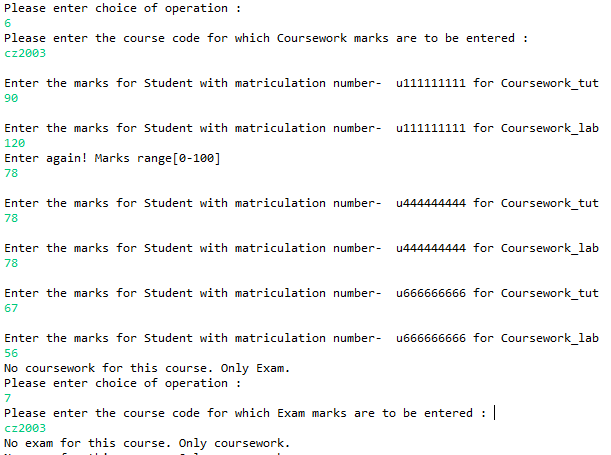 Please enter choice of operation :
6
Please enter the course code for which Coursework marks are to be entered :
cz2003
Enter the marks for Student with matriculation number-  u111111111 for Coursework_tut
90
Enter the marks for Student with matriculation number-  u111111111 for Coursework_lab
120
Enter again! Marks range[0-100]
78
Enter the marks for Student with matriculation number-  u444444444 for Coursework_tut
78
Enter the marks for Student with matriculation number-  u444444444 for Coursework_lab
78
Enter the marks for Student with matriculation number-  u666666666 for Coursework_tut
67
Enter the marks for Student with matriculation number-  u666666666 for Coursework_lab
56
No coursework for this course. Only Exam.
Please enter choice of operation :
7
Please enter the course code for which Exam marks are to be entered :
cz2003
No exam for this course. Only coursework.